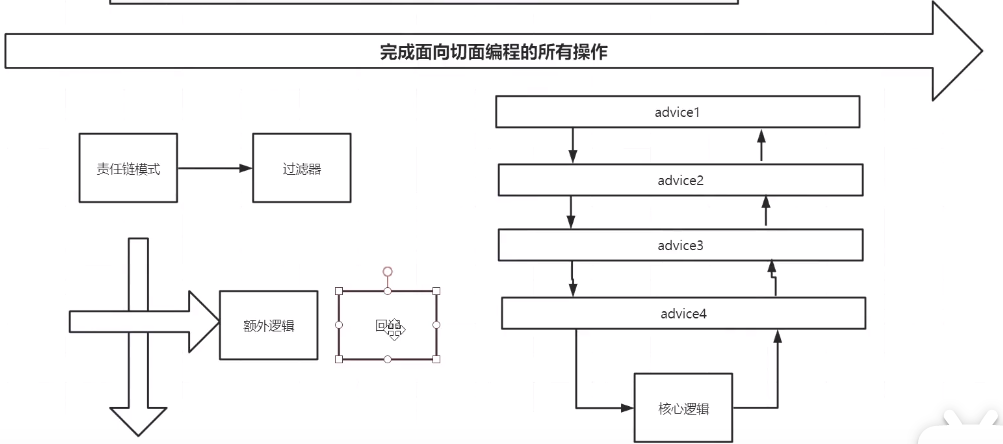 完成面向切面编程的所有操作
责任链模式
过滤器
advice1
advice2
advice3
advice4
额外逻辑
核心逻辑